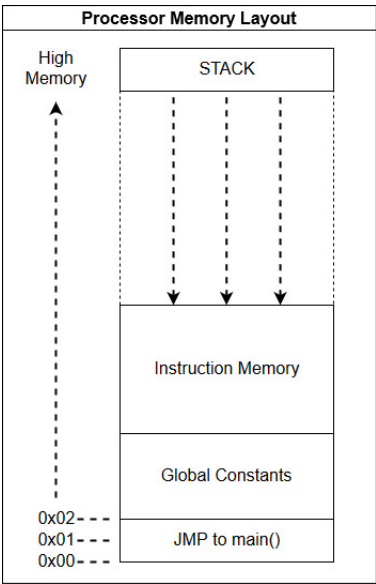 Processor Memory Layout
High
Memory
STACK
Instruction Memory
Global Constants
0x02
0x01
JMP to main()
0x00